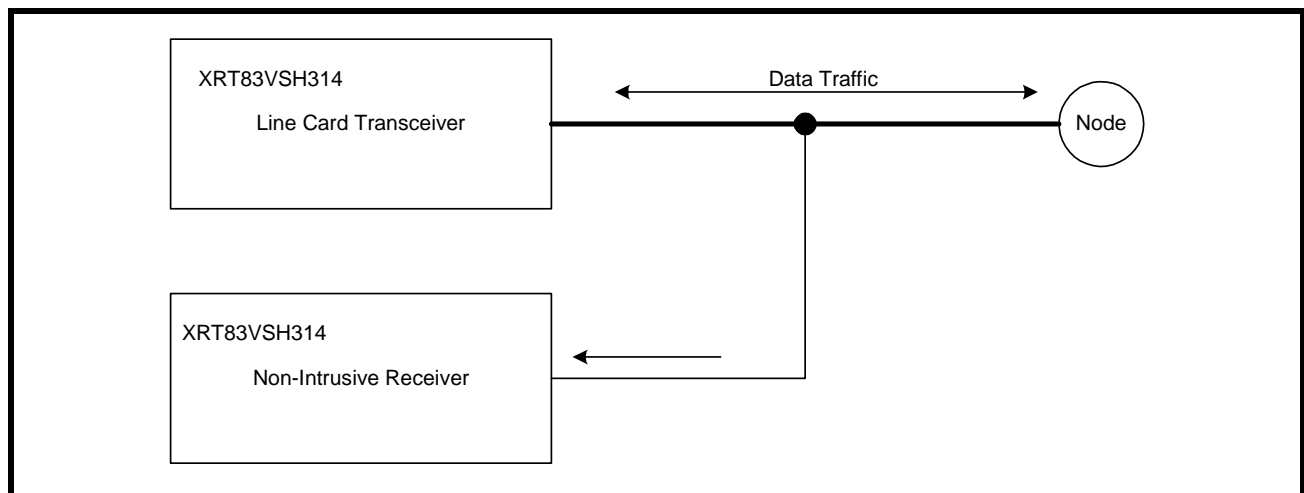 XRT83VSH314
Line Card Transceiver
Data Traffic
Node
XRT83VSH314
Non-Intrusive Receiver